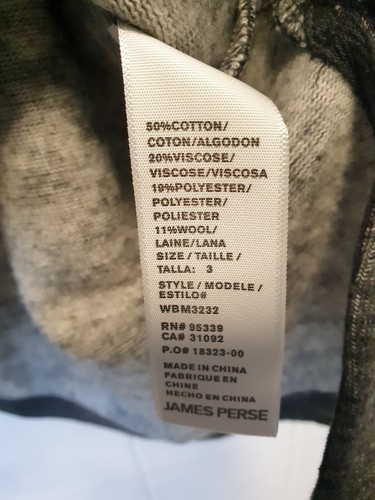 50%COTTON/
COTON/ALGODON
20%VISCOSE/
VISCOSE/VISCOSA
19%POLYESTER/
POLYESTER/
POLIESTER
11%WOOL/
LAINE/LANA
SIZE / TAILLE /
TALLA: 3
STYLE / MODELE /
ESTILO#
WBM3232
RN# 95339
CA# 31092
P.O# 18323-00
MADE IN CHINA
FABRIQUE EN
CHINE
HECHO EN CHINA
JAMES PERSE